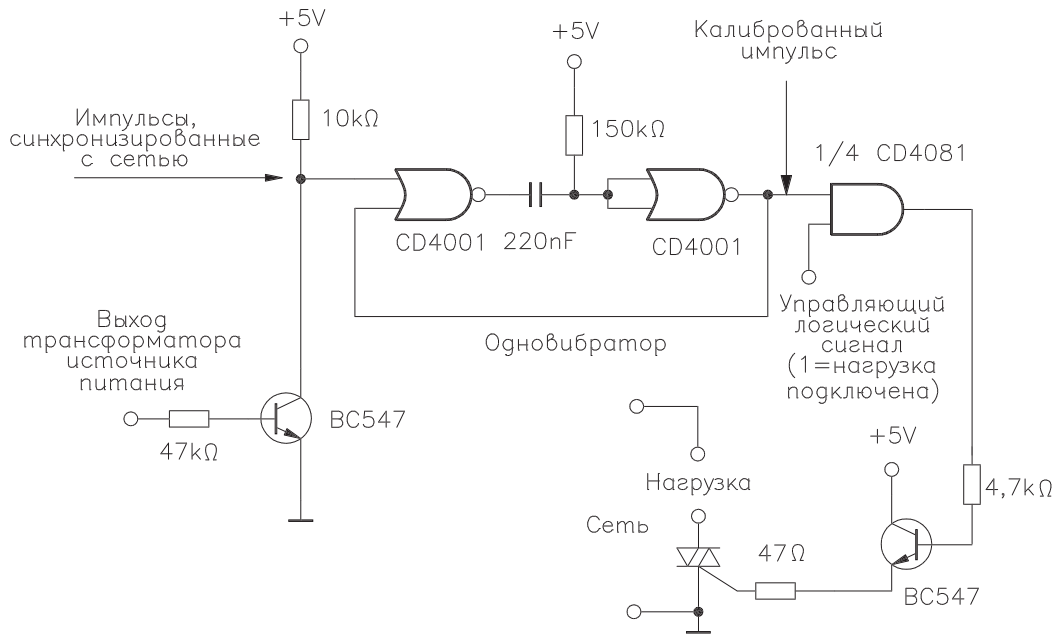 +5V
+5V
Калиброванный
импульс
Импульсы,
синхронизированные
с сетью
10kΩ
150kΩ
1/4 CD4081
CD4001
220nF
CD4001
Управляющий
логический
сигнал
(1=нагрузка
подключена)
Выход
трансформатора
источника
питания
Одновибратор
47kΩ
BC547
+5V
Нагрузка
4,7kΩ
Сеть
47Ω
BC547